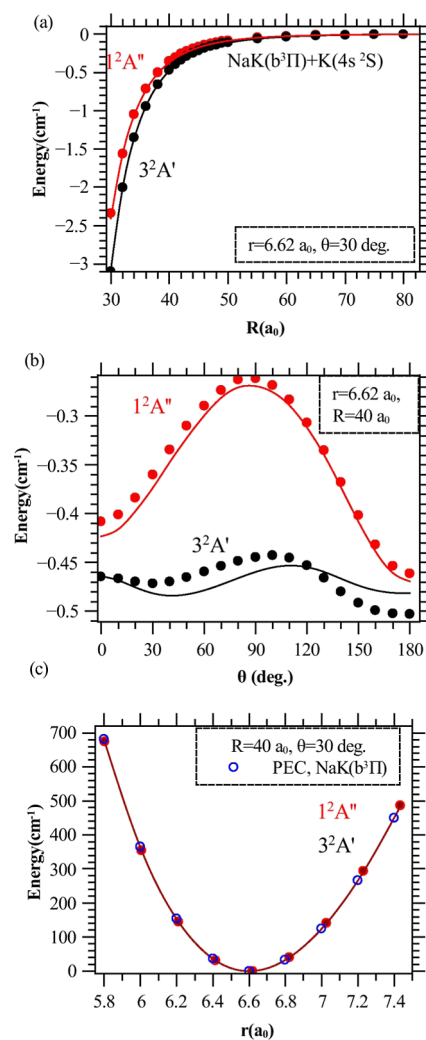 (a)
0
−0.5
−1
−1.5
−2
−2.5
−3
Energy(cm⁻¹)
1²A"
NaK(b³Π)+K(4s ²S)
3²A'
r=6.62 a₀, θ=30 deg.
30 40 50 60 70 80
R(a₀)
(b)
−0.3
−0.35
−0.4
−0.45
−0.5
Energy(cm⁻¹)
r=6.62 a₀,
R=40 a₀
1²A"
3²A'
0 30 60 90 120 150 180
θ (deg.)
(c)
700
600
500
400
300
200
100
0
Energy(cm⁻¹)
R=40 a₀, θ=30 deg.
PEC, NaK(b³Π)
1²A"
3²A'
5.8 6 6.2 6.4 6.6 6.8 7 7.2 7.4
r(a₀)